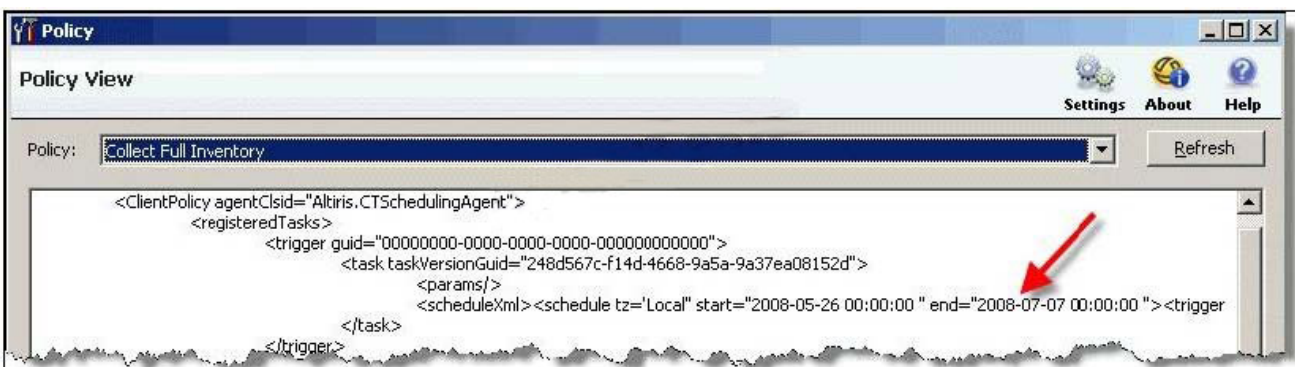 Policy
Policy View
Settings About Help
Policy: Collect Full Inventory Refresh
<ClientPolicy agentClsid="Altiris.CTSchedulingAgent">
<registeredTasks>
<trigger guid="00000000-0000-0000-0000-000000000000">
<task taskVersionGuid="248d567c-f14d-4668-9a5a-9a37ea08152d">
<params/>
<scheduleXml><schedule tz='Local" start="2008-05-26 00:00:00 " end="2008-07-07 00:00:00 "><trigger
</task>
</trigger>